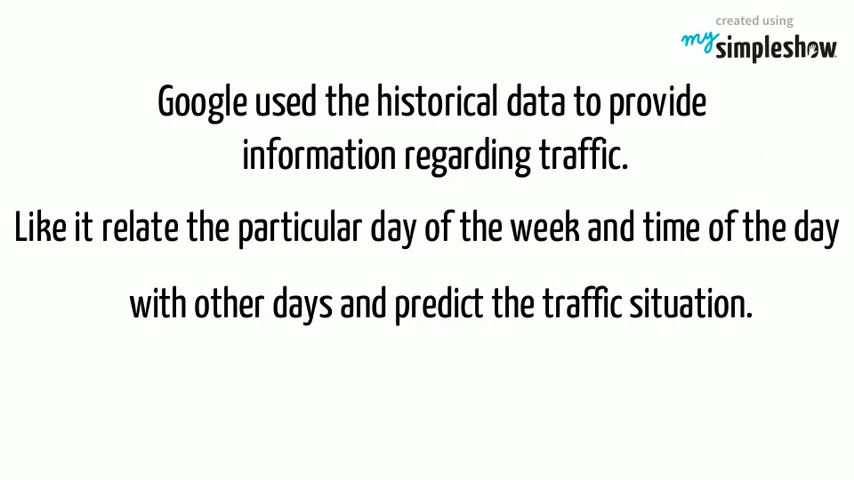 created using
my simpleshow
Google used the historical data to provide
information regarding traffic.
Like it relate the particular day of the week and time of the day
with other days and predict the traffic situation.